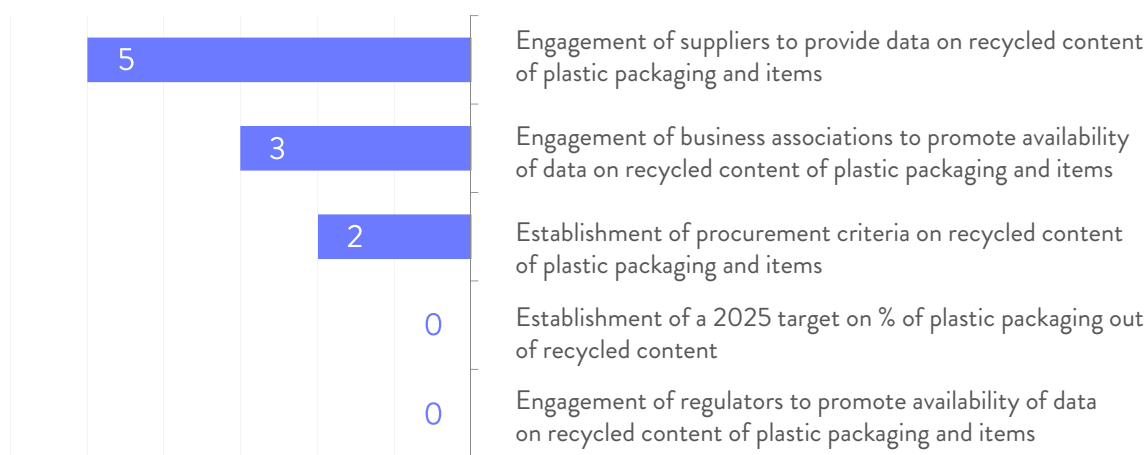 5
Engagement of suppliers to provide data on recycled content
of plastic packaging and items
3
Engagement of business associations to promote availability
of data on recycled content of plastic packaging and items
2
Establishment of procurement criteria on recycled content
of plastic packaging and items
0
Establishment of a 2025 target on % of plastic packaging out
of recycled content
0
Engagement of regulators to promote availability of data
on recycled content of plastic packaging and items